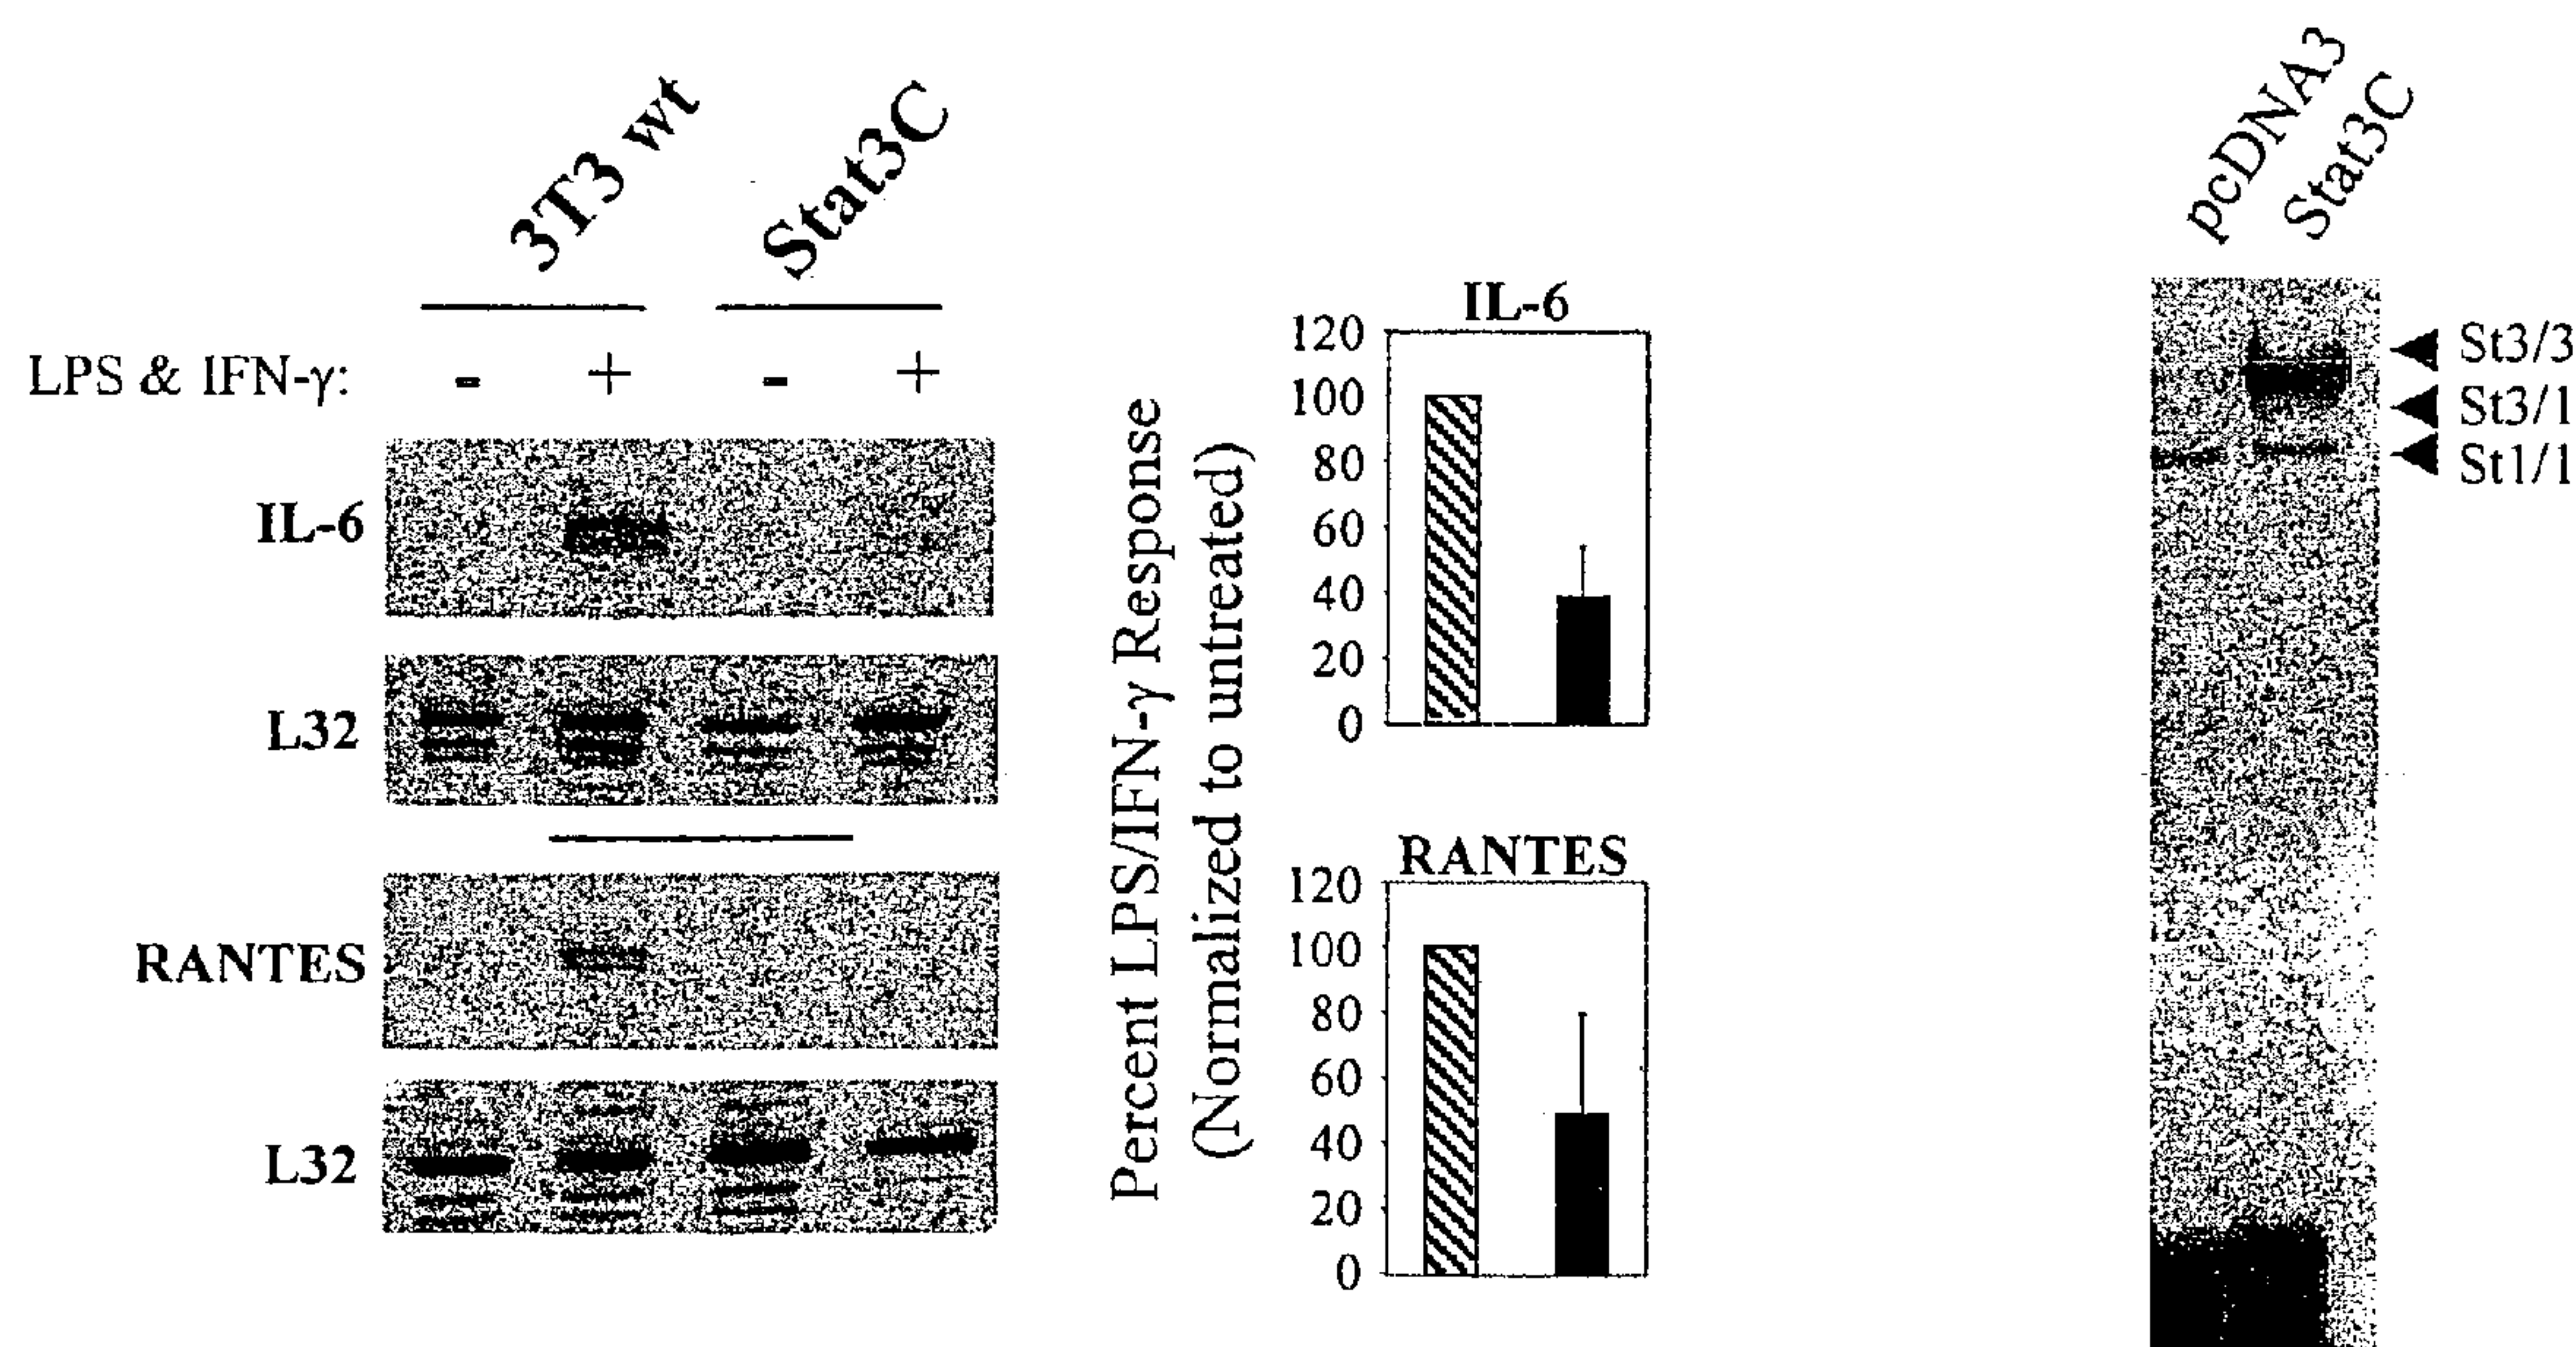 3T3 wt
Stat3C
LPS & IFN-γ:
- + - +
IL-6
L32
RANTES
L32
Percent LPS/IFN-γ Response
(Normalized to untreated)
IL-6
120
100
80
60
40
20
0
RANTES
120
100
80
60
40
20
0
pcDNA3
Stat3C
St3/3
St3/1
St1/1